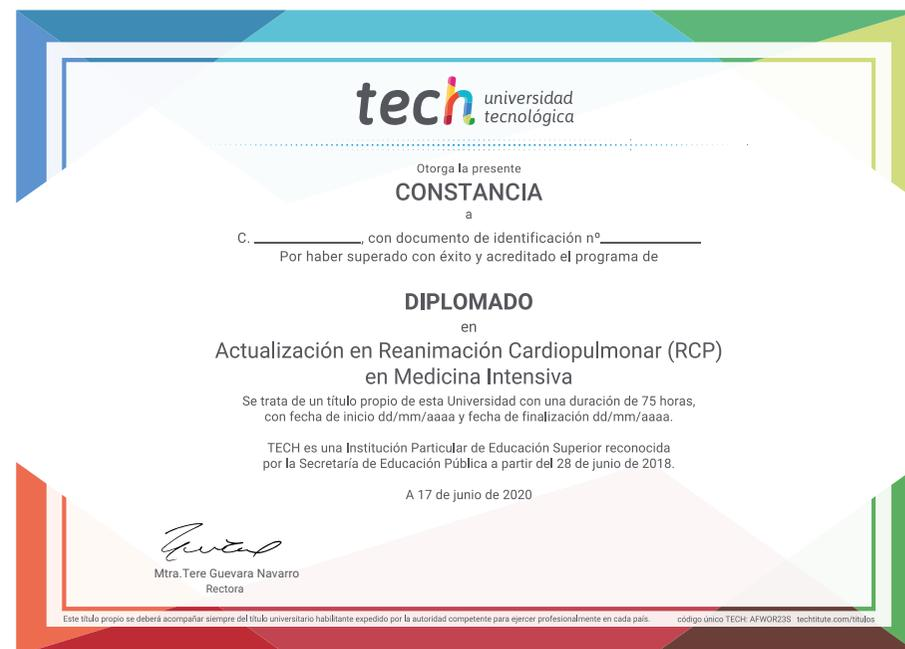 tech universidad
tecnológica
Otorga la presente
CONSTANCIA
a
C. ____________, con documento de identificación nº____________
Por haber superado con éxito y acreditado el programa de
DIPLOMADO
en
Actualización en Reanimación Cardiopulmonar (RCP)
en Medicina Intensiva
Se trata de un título propio de esta Universidad con una duración de 75 horas,
con fecha de inicio dd/mm/aaaa y fecha de finalización dd/mm/aaaa.
TECH es una Institución Particular de Educación Superior reconocida
por la Secretaría de Educación Pública a partir del 28 de junio de 2018.
A 17 de junio de 2020
Mtra.Tere Guevara Navarro
Rectora
Este título propio se deberá acompañar siempre del título universitario habilitante expedido por la autoridad competente para ejercer profesionalmente en cada país. código único TECH: AFWOR23S techtitute.com/titulos